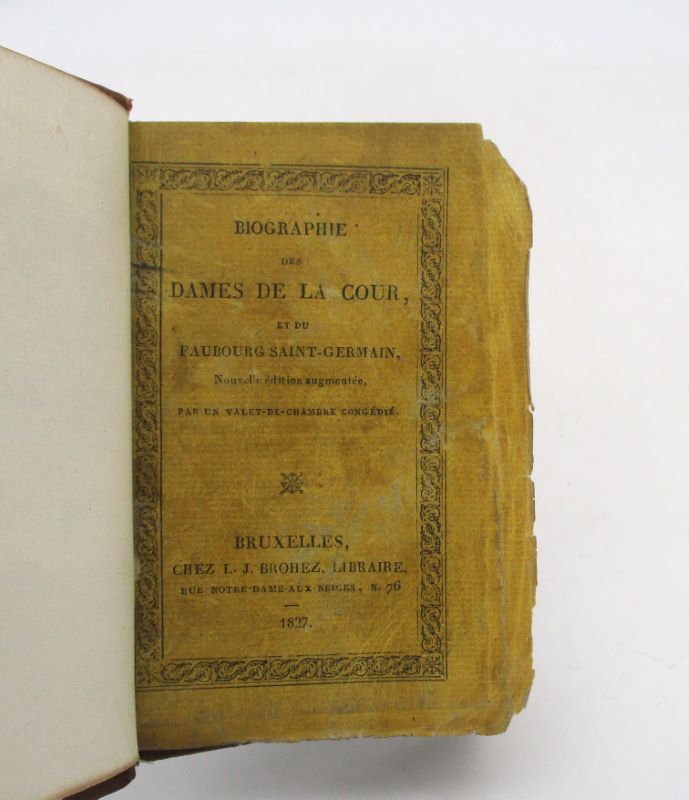 BIOGRAPHIE
DES
DAMES DE LA COUR,
ET DU
FAUBOURG SAINT-GERMAIN,
Nouvelle édition augmentée,
PAR UN VALET-DE-CHAMBRE CONGÉDIÉ.
BRUXELLES,
CHEZ L. J. BROHEZ, LIBRAIRE,
RUE NOTRE-DAME-AUX-NEIGES, N. 76
1827.